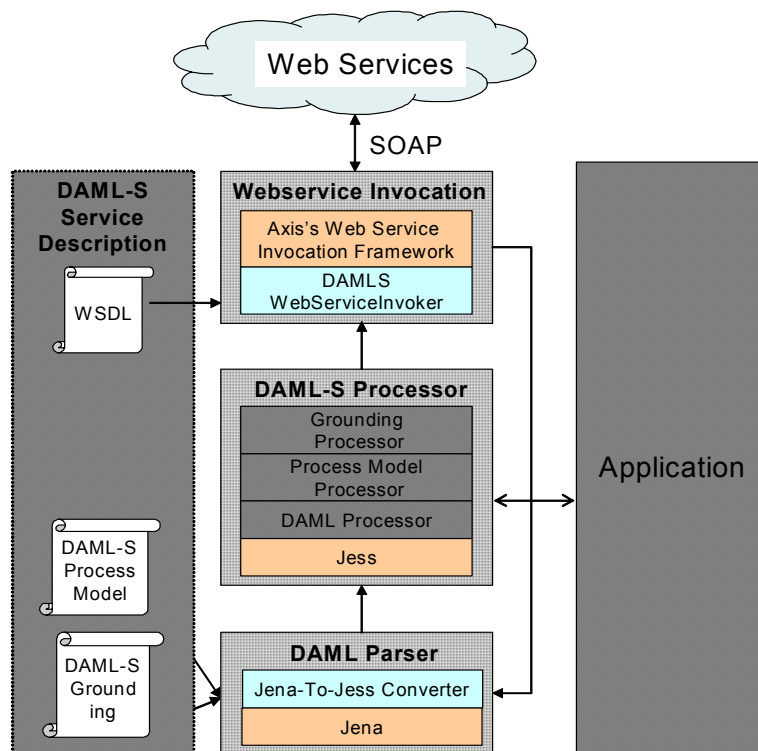 Web Services
SOAP
DAML-S
Service
Description
WSDL
DAML-S
Process
Model
DAML-S
Ground
ing
Webservice Invocation
Axis's Web Service
Invocation Framework
DAMLS
WebServiceInvoker
DAML-S Processor
Grounding
Processor
Process Model
Processor
DAML Processor
Jess
DAML Parser
Jena-To-Jess Converter
Jena
Application